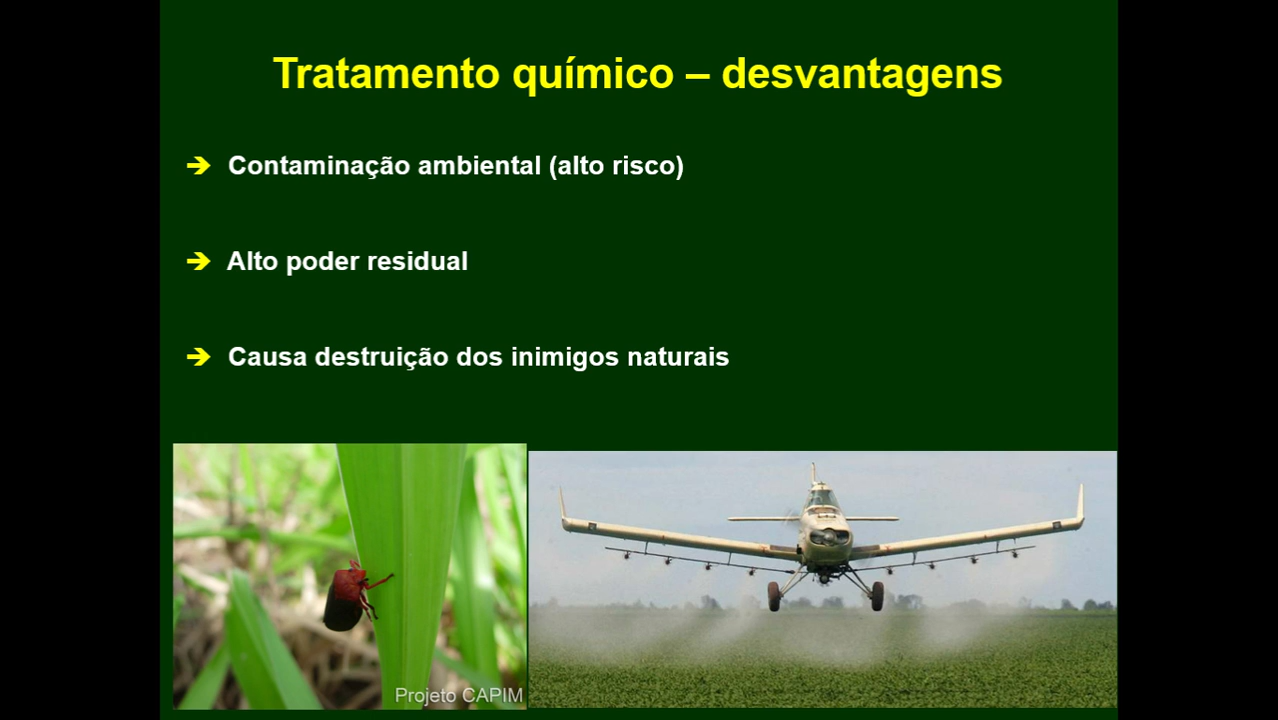 Tratamento químico – desvantagens
➔ Contaminação ambiental (alto risco)
➔ Alto poder residual
➔ Causa destruição dos inimigos naturais
Projeto CAPIM